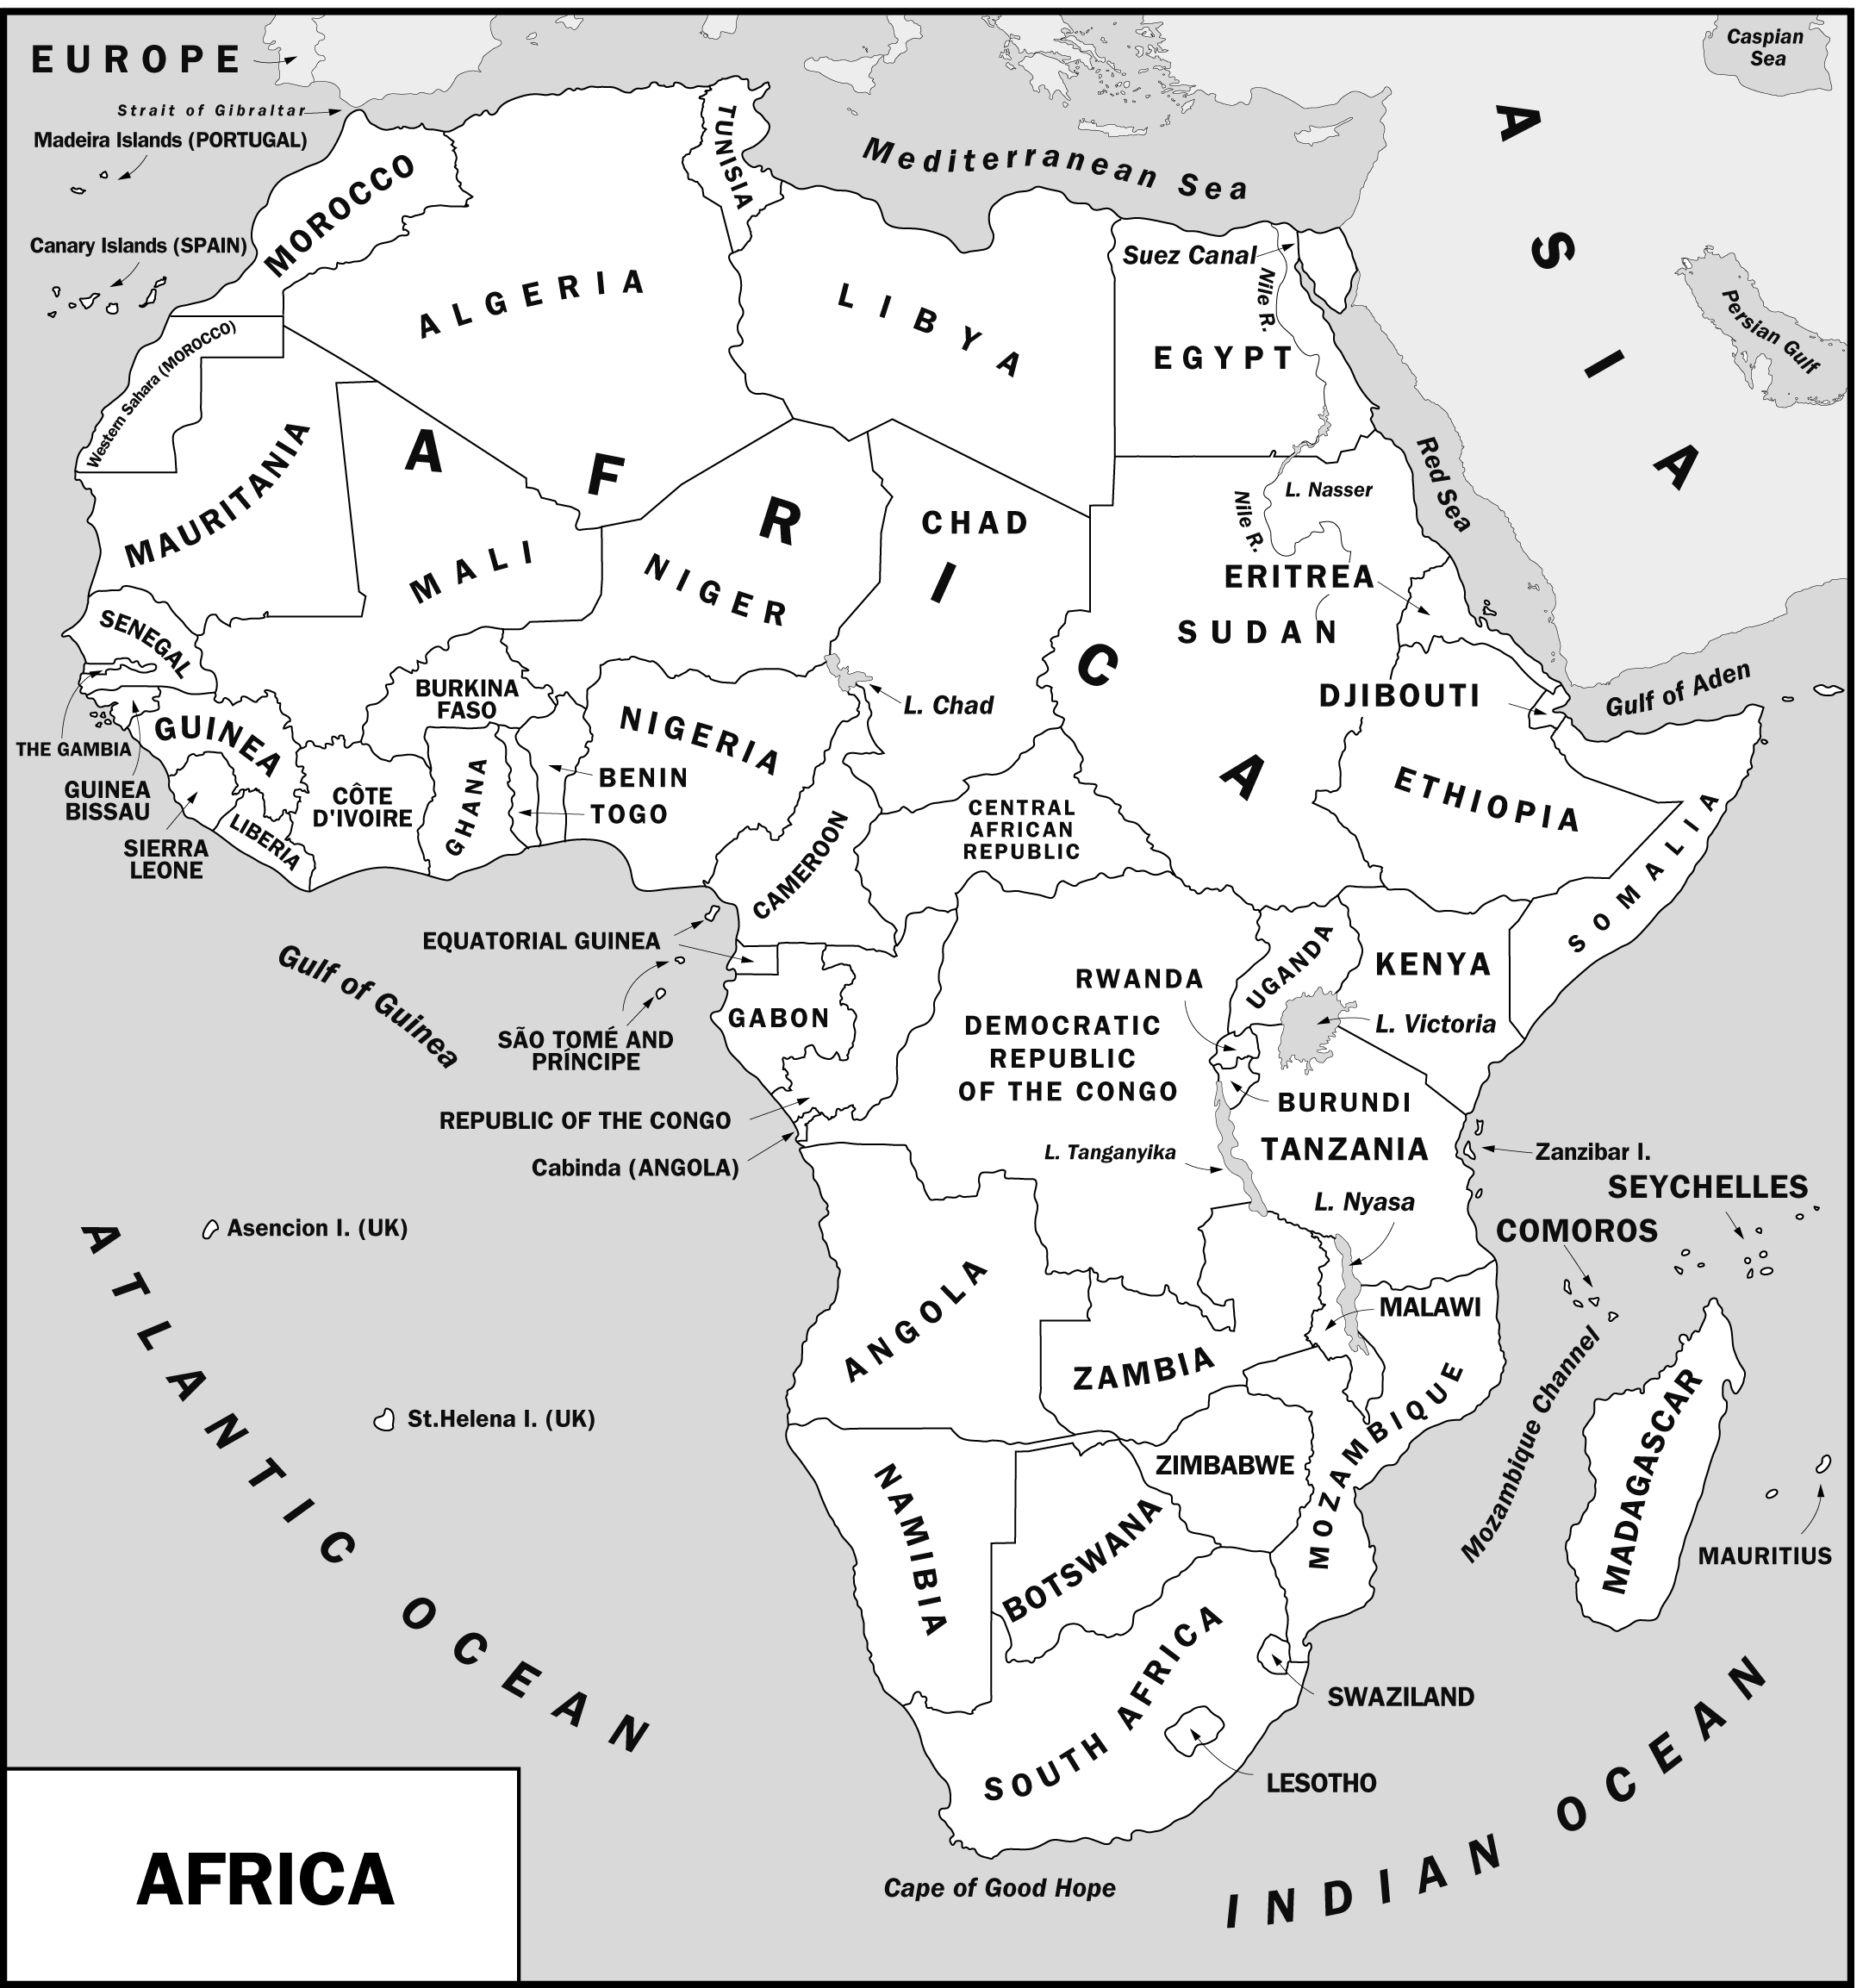 EUROPE
Caspian
Sea
Strait of Gibraltar
Madeira Islands (PORTUGAL)
Canary Islands (SPAIN)
Mediterranean Sea
ASIA
Persian Gulf
Suez Canal
Nile R.
Red Sea
MOROCCO
TUNISIA
ALGERIA
LIBYA
EGYPT
Western Sahara (MOROCCO)
AFRICA
MAURITANIA
MALI
NIGER
CHAD
L. Nasser
Nile R.
ERITREA
SUDAN
SENEGAL
BURKINA
FASO
L. Chad
DJIBOUTI
Gulf of Aden
THE GAMBIA
GUINEA
BISSAU
GUINEA
SIERRA
LEONE
LIBERIA
CÔTE
D'IVOIRE
GHANA
BENIN
TOGO
NIGERIA
CAMEROON
CENTRAL
AFRICAN
REPUBLIC
ETHIOPIA
SOMALIA
EQUATORIAL GUINEA
Gulf of Guinea
SÃO TOMÉ AND
PRÍNCIPE
GABON
REPUBLIC OF THE CONGO
Cabinda (ANGOLA)
DEMOCRATIC
REPUBLIC
OF THE CONGO
RWANDA
UGANDA
KENYA
L. Victoria
BURUNDI
TANZANIA
L. Tanganyika
Zanzibar I.
L. Nyasa
SEYCHELLES
COMOROS
Asencion I. (UK)
St.Helena I. (UK)
ATLANTIC OCEAN
ANGOLA
ZAMBIA
MALAWI
MOZAMBIQUE
Mozambique Channel
MADAGASCAR
MAURITIUS
ZIMBABWE
NAMIBIA
BOTSWANA
SOUTH AFRICA
SWAZILAND
LESOTHO
Cape of Good Hope
INDIAN OCEAN
AFRICA